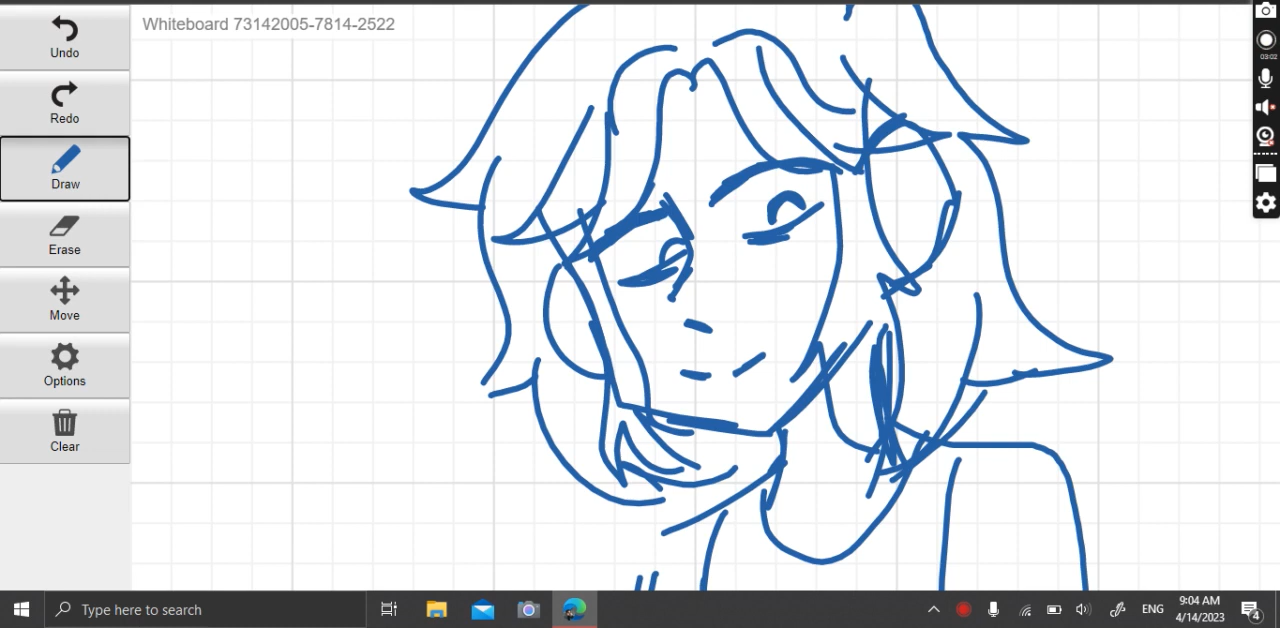 Whiteboard 73142005-7814-2522
Undo
Redo
Draw
Erase
Move
Options
Clear
03:02
Type here to search
ENG
9:04 AM
4/14/2023
4